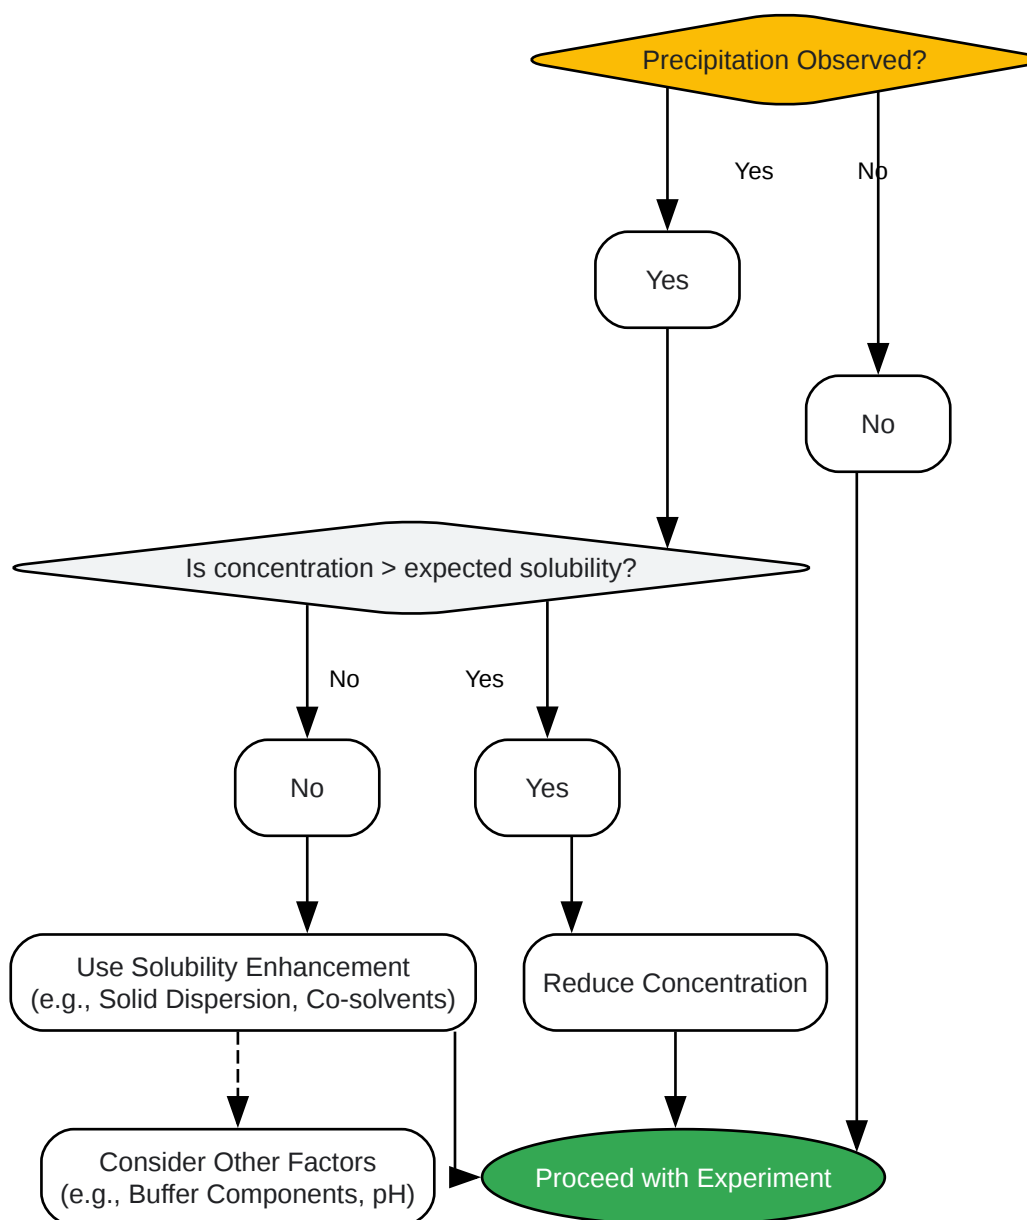 Precipitation Observed?
Yes
No
Yes
No
Is concentration > expected solubility?
No
Yes
No
Yes
Use Solubility Enhancement
(e.g., Solid Dispersion, Co-solvents)
Reduce Concentration
Consider Other Factors
(e.g., Buffer Components, pH)
Proceed with Experiment